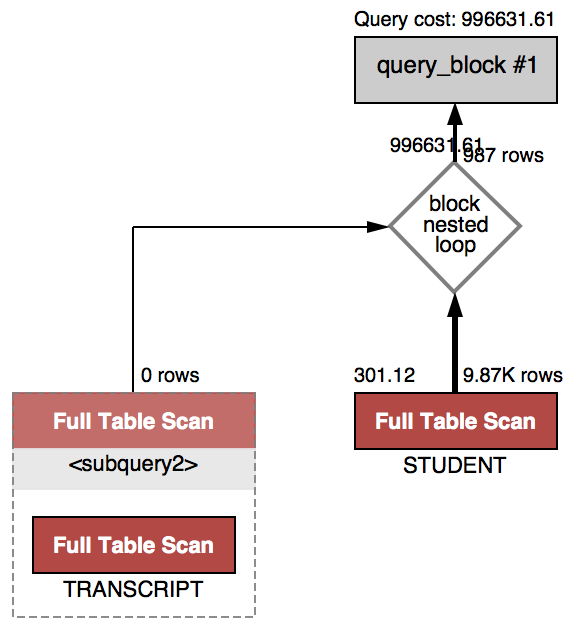 Query cost: 996631.61
query_block #1
996631.61
987 rows
block
nested
loop
0 rows
301.12
9.87K rows
Full Table Scan
Full Table Scan
<subquery2>
STUDENT
Full Table Scan
TRANSCRIPT